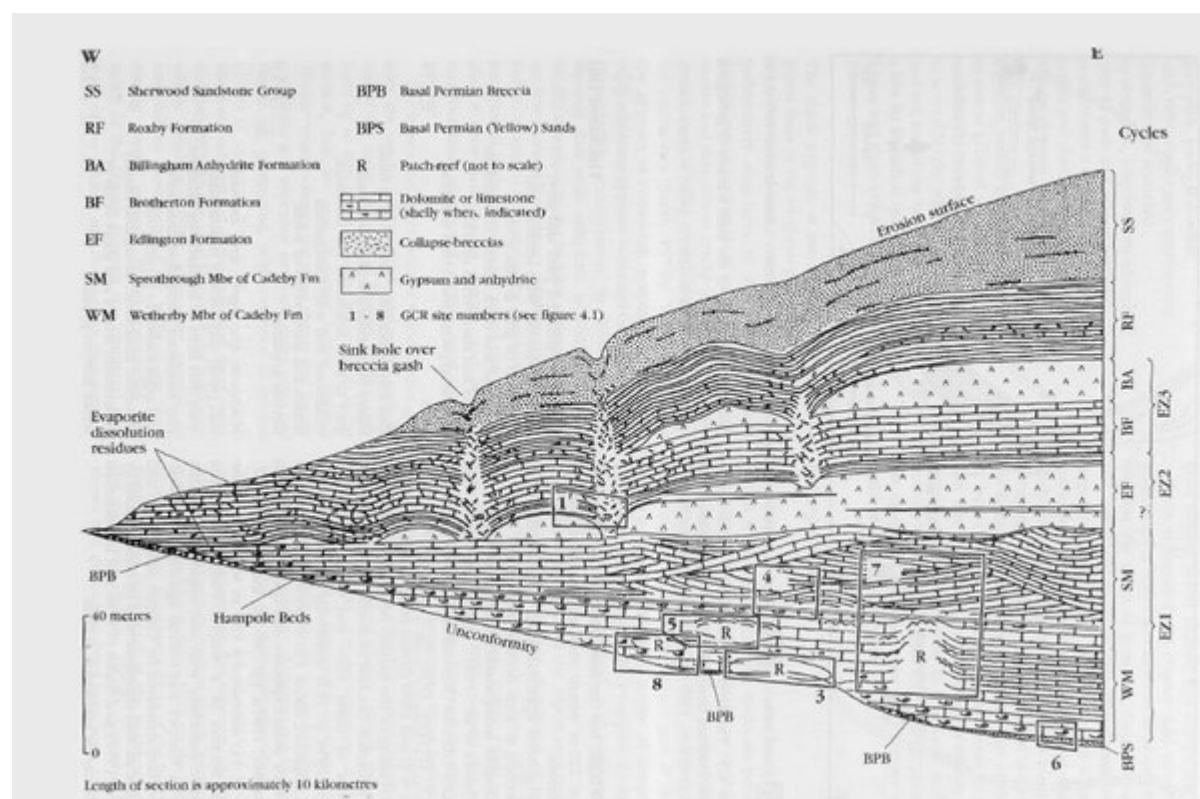 W
E
SS Sherwood Sandstone Group
RF Roxby Formation
BA Billingham Anhydrite Formation
BF Brotherton Formation
EF Edlington Formation
SM Sprotbrough Mbr of Cadeby Fm
WM Wetherby Mbr of Cadeby Fm
BPB Basal Permian Breccia
BPS Basal Permian (Yellow) Sands
R Patch-reef (not to scale)
Dolomite or limestone
(shelly where indicated)
Collapse-breccias
Gypsum and anhydrite
1 - 8 GCR site numbers (see figure 4.1)
Cycles
Erosion surface
Sink hole over
breccia gash
Evaporite
dissolution
residues
SS
RF
BA
BF
EF
SM
WM
BPS
EZ3
EZ2
?
EZ1
1
4
7
5
R
R
R
R
8
3
6
BPB
Hampole Beds
Unconformity
BPB
BPB
40 metres
0
Length of section is approximately 10 kilometres